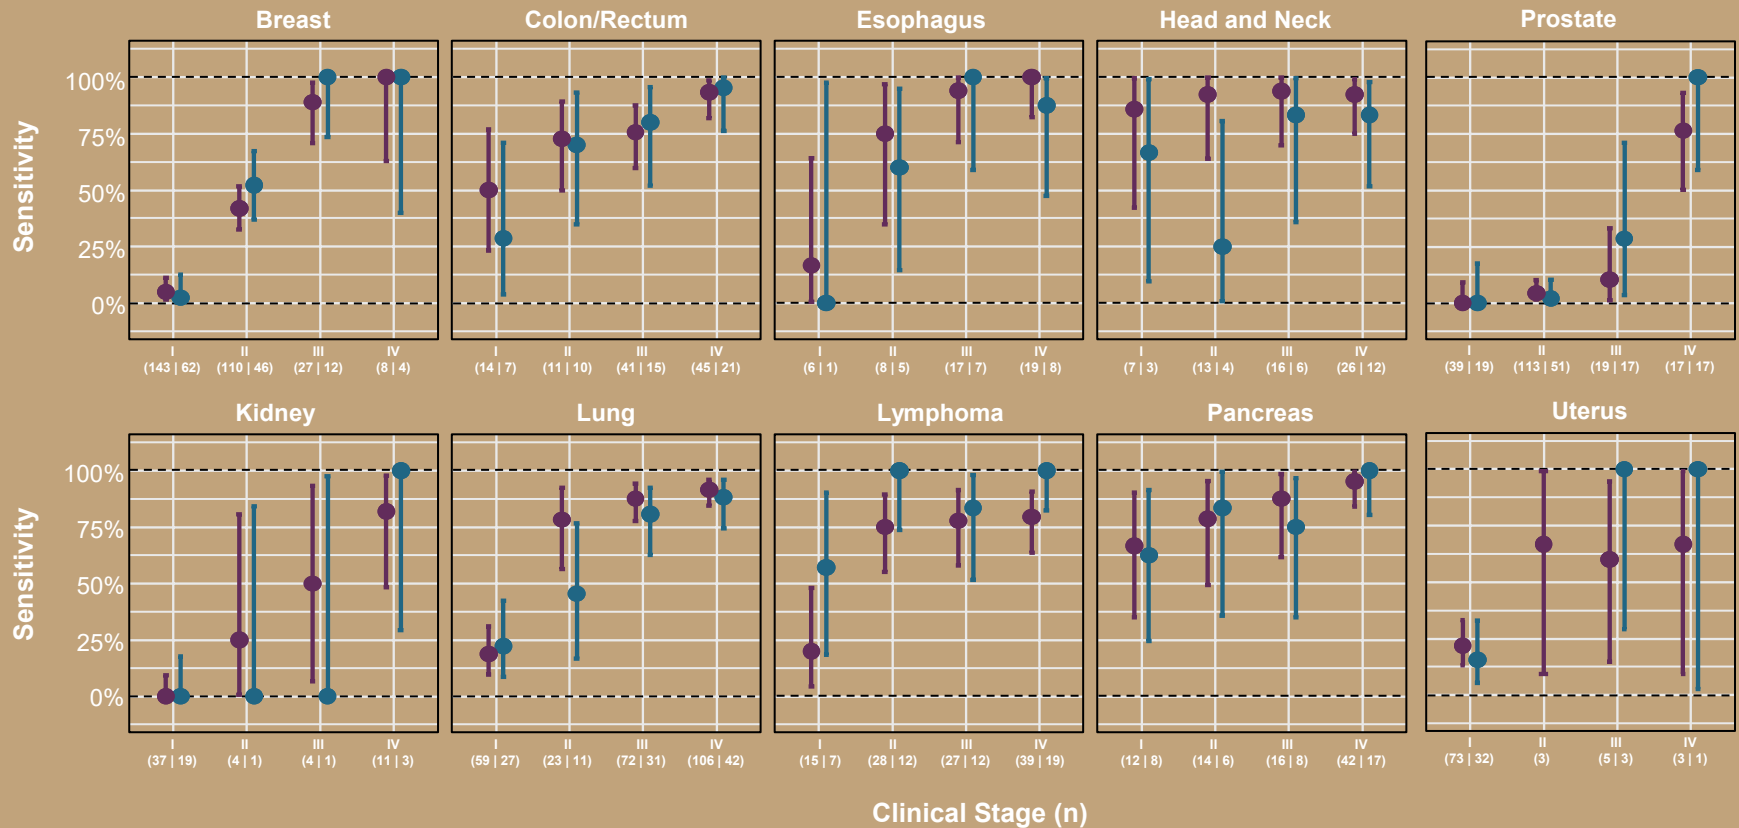 Breast Colon/Rectum Esophagus Head and Neck Prostate
Sensitivity
100%
75%
50%
25%
0%
I II III IV I II III IV I II III IV I II III IV I II III IV
(143 | 62) (110 | 46) (27 | 12) (8 | 4) (14 | 7) (11 | 10) (41 | 15) (45 | 21) (6 | 1) (8 | 5) (17 | 7) (19 | 8) (7 | 3) (13 | 4) (16 | 6) (26 | 12) (39 | 19) (113 | 51) (19 | 17) (17 | 17)
Kidney Lung Lymphoma Pancreas Uterus
Sensitivity
100%
75%
50%
25%
0%
I II III IV I II III IV I II III IV I II III IV I II III IV
(37 | 19) (4 | 1) (4 | 1) (11 | 3) (59 | 27) (23 | 11) (72 | 31) (106 | 42) (15 | 7) (28 | 12) (27 | 12) (39 | 19) (12 | 8) (14 | 6) (16 | 8) (42 | 17) (73 | 32) (3) (5 | 3) (3 | 1)
Clinical Stage (n)